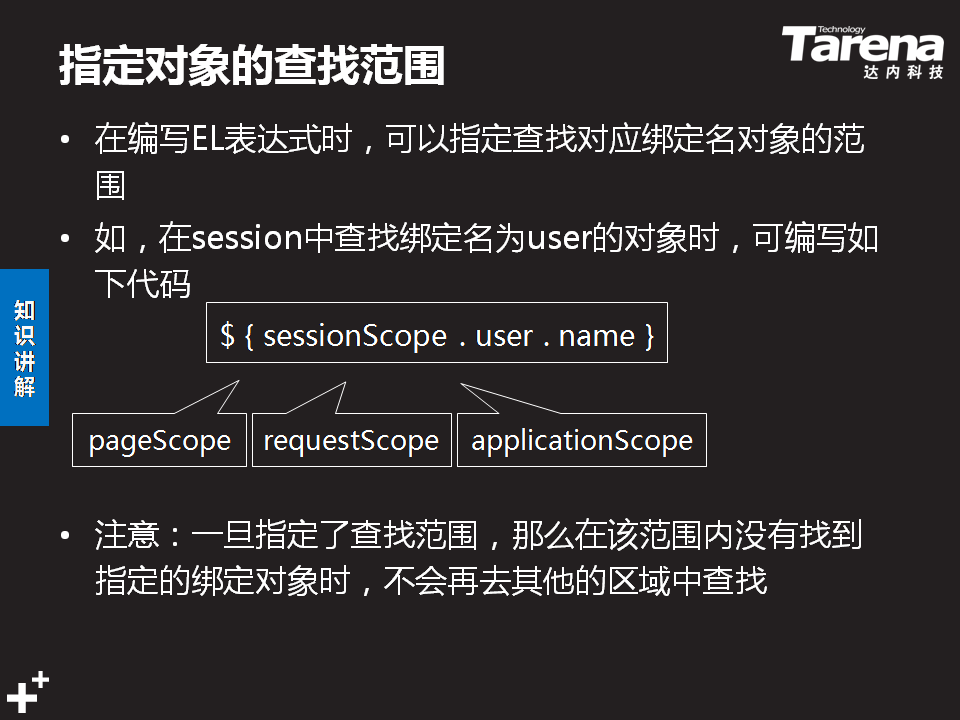 指定对象的查找范围
Technology
Tarena
达内科技
• 在编写EL表达式时，可以指定查找对应绑定名对象的范
围
• 如，在session中查找绑定名为user的对象时，可编写如
下代码
知
识
讲
解
$ { sessionScope . user . name }
pageScope
requestScope
applicationScope
• 注意：一旦指定了查找范围，那么在该范围内没有找到
指定的绑定对象时，不会再去其他的区域中查找